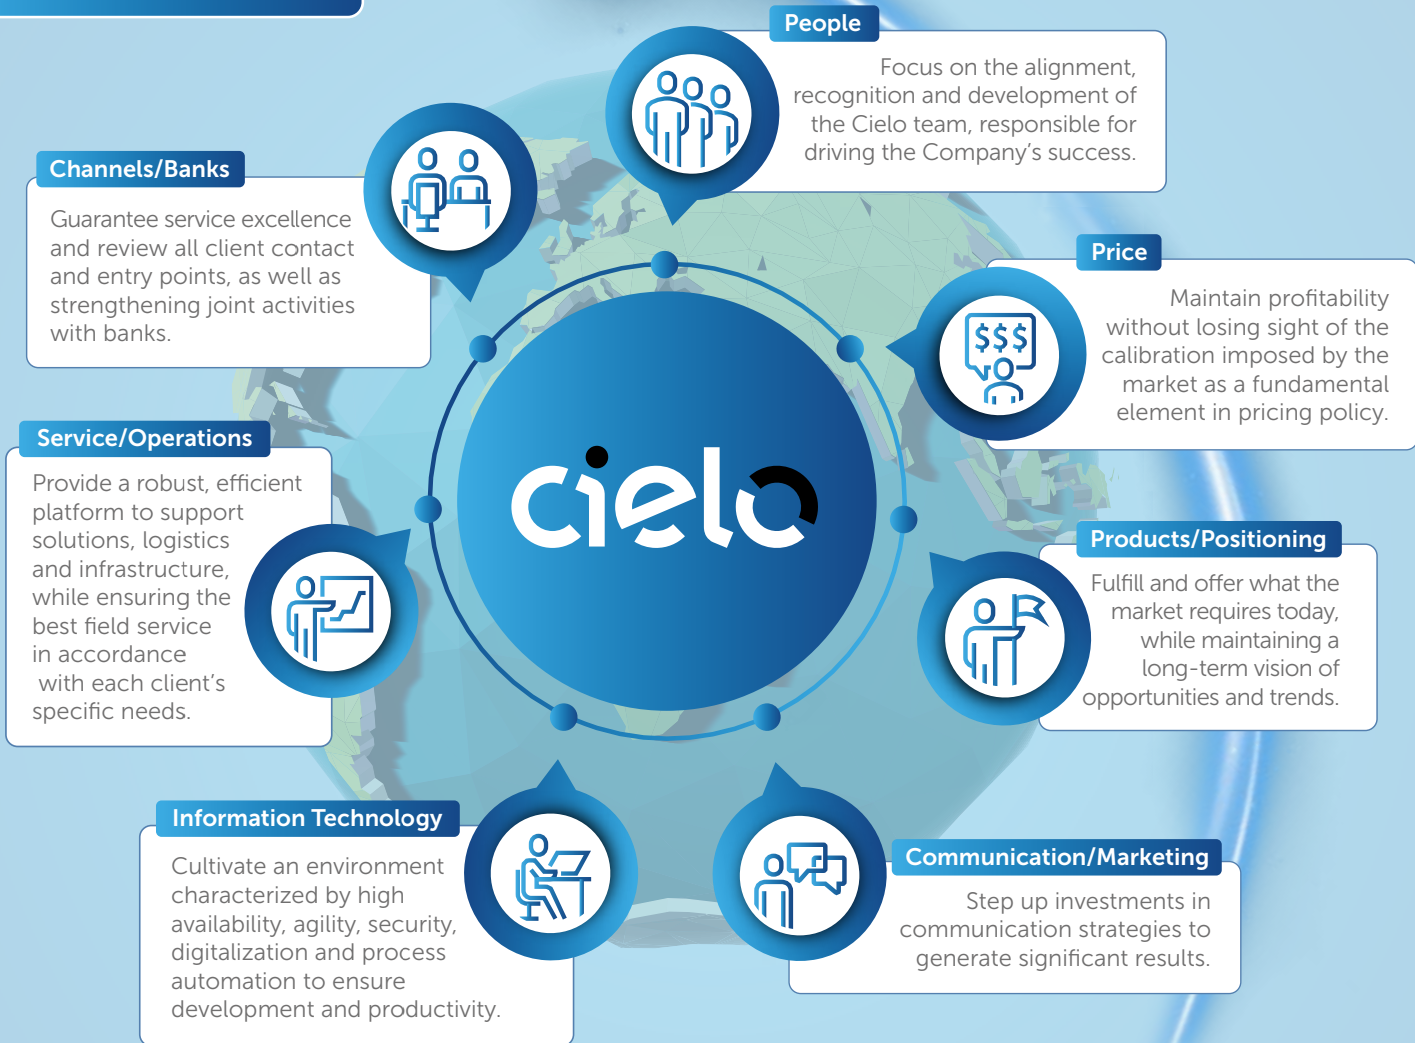 People
Focus on the alignment,
recognition and development of
the Cielo team, responsible for
driving the Company's success.
Channels/Banks
Guarantee service excellence
and review all client contact
and entry points, as well as
strengthening joint activities
with banks.
Price
$$$
Maintain profitability
without losing sight of the
calibration imposed by the
market as a fundamental
element in pricing policy.
Service/Operations
Provide a robust, efficient
platform to support
solutions, logistics
and infrastructure,
while ensuring the
best field service
in accordance
with each client's
specific needs.
cielo
Products/Positioning
Fulfill and offer what the
market requires today,
while maintaining a
long-term vision of
opportunities and trends.
Information Technology
Cultivate an environment
characterized by high
availability, agility, security,
digitalization and process
automation to ensure
development and productivity.
Communication/Marketing
Step up investments in
communication strategies to
generate significant results.